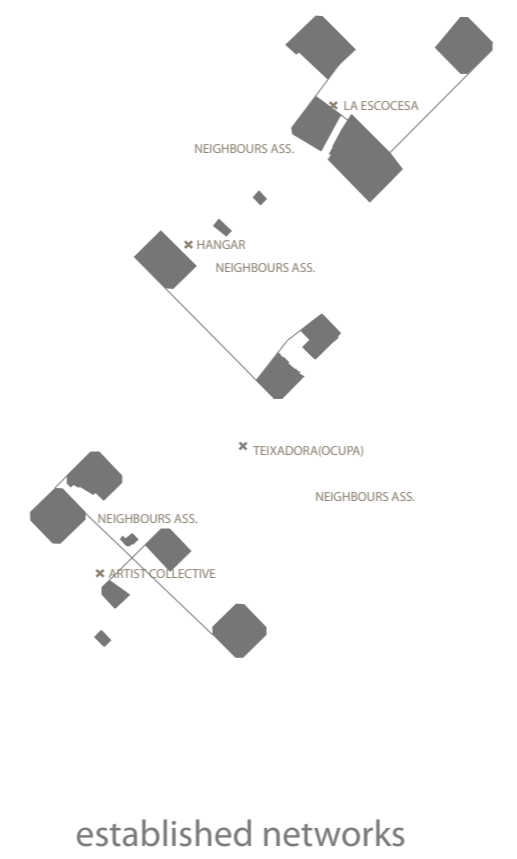 LA ESCOCESA
NEIGHBOURS ASS.
HANGAR
NEIGHBOURS ASS.
TEIXADORA(OCUPA)
NEIGHBOURS ASS.
NEIGHBOURS ASS.
ARTIST COLLECTIVE
established networks